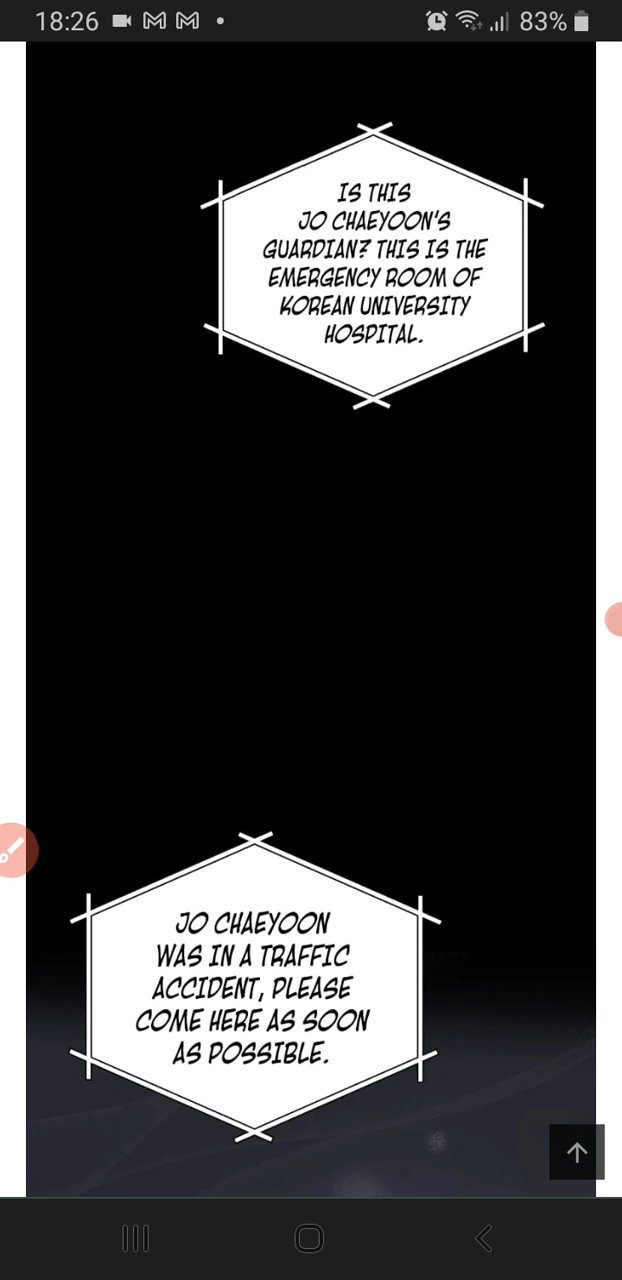 18:26
83%
IS THIS
JO CHAEYOON'S
GUARDIAN? THIS IS THE
EMERGENCY ROOM OF
KOREAN UNIVERSITY
HOSPITAL.
JO CHAEYOON
WAS IN A TRAFFIC
ACCIDENT, PLEASE
COME HERE AS SOON
AS POSSIBLE.